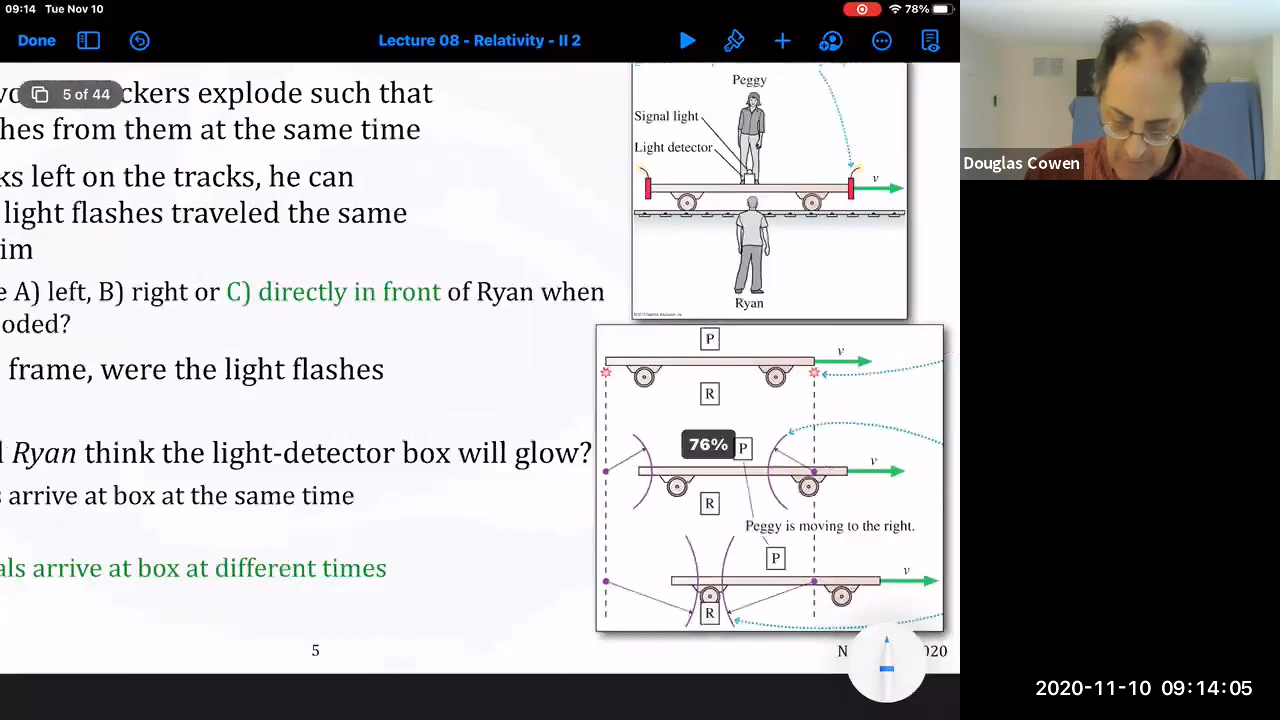 09:14 Tue Nov 10
78%
Done
Lecture 08 - Relativity - II 2
5 of 44
ckers explode such that
hes from them at the same time
ks left on the tracks, he can
light flashes traveled the same
im
e A) left, B) right or C) directly in front of Ryan when
oded?
frame, were the light flashes
Ryan think the light-detector box will glow?
s arrive at box at the same time
als arrive at box at different times
5
N
020
Peggy
Signal light
Light detector
v
Ryan
P
v
R
76%
P
v
R
Peggy is moving to the right.
P
v
R
Douglas Cowen
2020-11-10 09:14:05